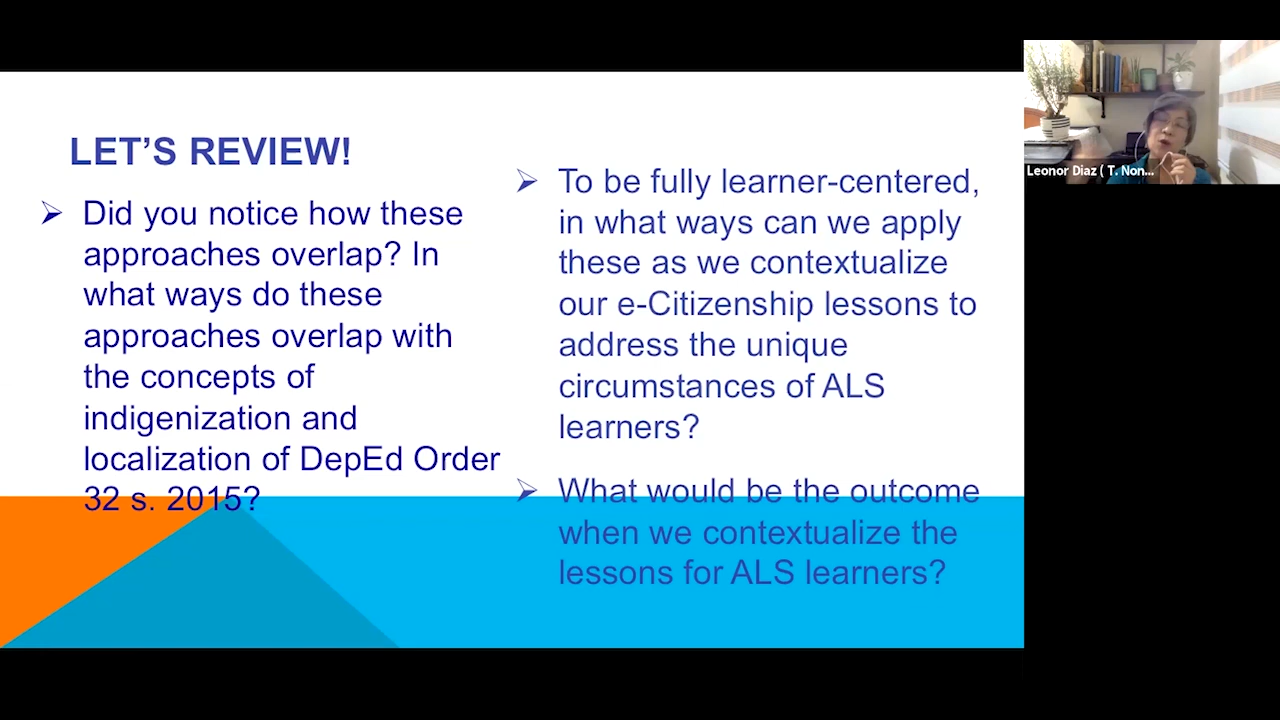 LET’S REVIEW!
➢ Did you notice how these
approaches overlap? In
what ways do these
approaches overlap with
the concepts of
indigenization and
localization of DepEd Order
32 s. 2015?
➢ To be fully learner-centered,
in what ways can we apply
these as we contextualize
our e-Citizenship lessons to
address the unique
circumstances of ALS
learners?
➢ What would be the outcome
when we contextualize the
lessons for ALS learners?
Leonor Diaz ( T. Non...